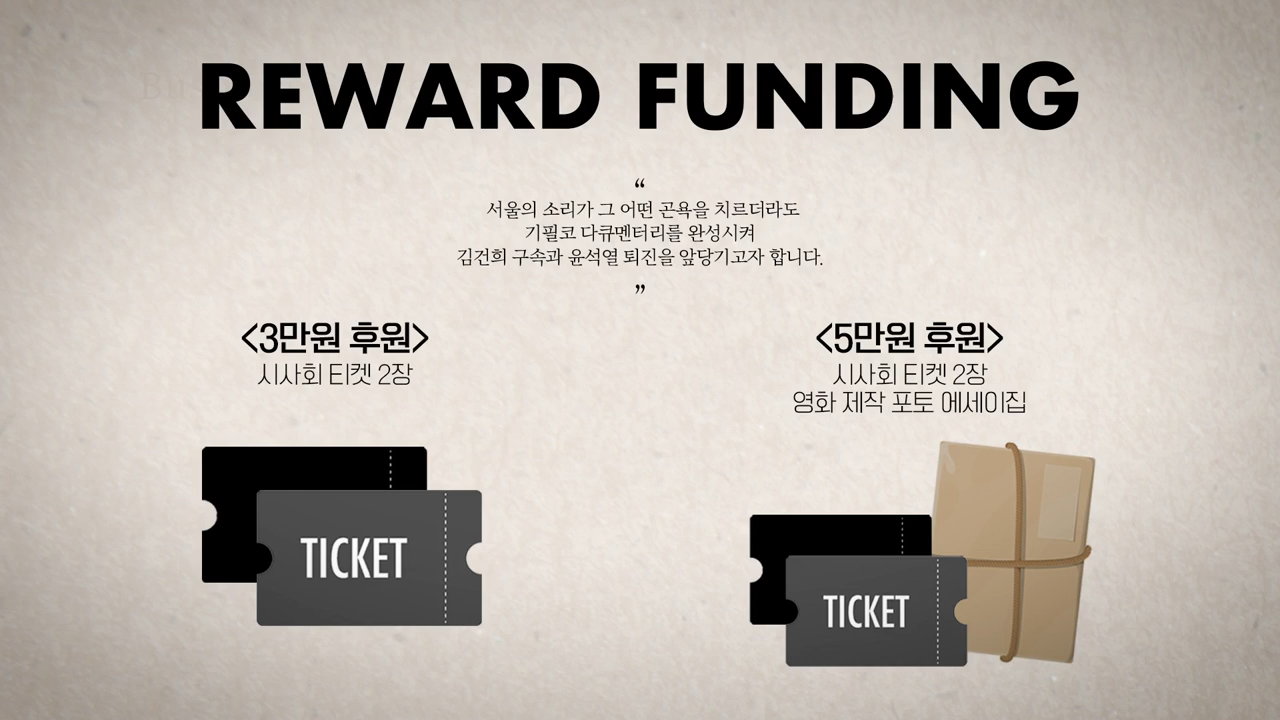 REWARD FUNDING
“
서울의 소리가 그 어떤 곤욕을 치르더라도
기필코 다큐멘터리를 완성시켜
김건희 구속과 윤석열 퇴진을 앞당기고자 합니다.
”
<3만원 후원>
시사회 티켓 2장
<5만원 후원>
시사회 티켓 2장
영화 제작 포토 에세이집
TICKET
TICKET